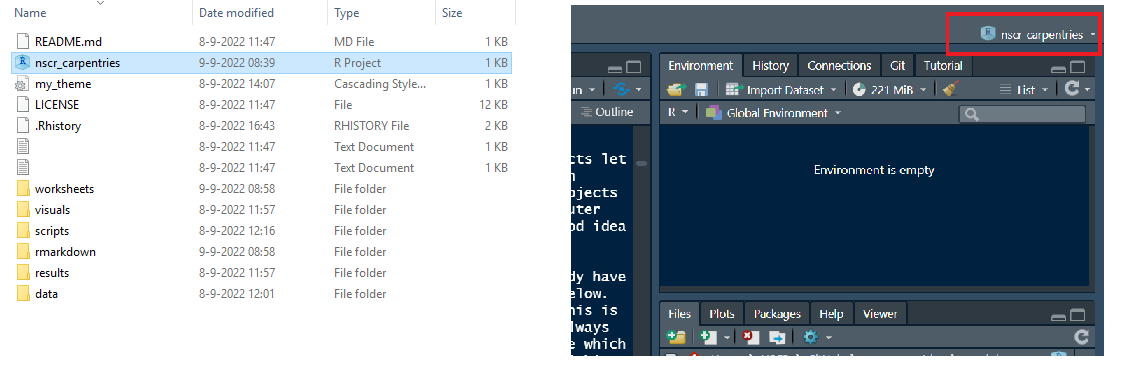 Name Date modified Type Size
README.md 8-9-2022 11:47 MD File 1 KB
nscr_carpentries 9-9-2022 08:39 R Project 1 KB
my_theme 8-9-2022 14:07 Cascading Style... 1 KB
LICENSE 8-9-2022 11:47 File 12 KB
.Rhistory 8-9-2022 16:43 RHISTORY File 2 KB
8-9-2022 11:47 Text Document 1 KB
8-9-2022 11:47 Text Document 1 KB
worksheets 9-9-2022 08:58 File folder
visuals 8-9-2022 11:57 File folder
scripts 8-9-2022 12:16 File folder
rmarkdown 9-9-2022 08:58 File folder
results 8-9-2022 11:57 File folder
data 8-9-2022 12:01 File folder
R nscr_carpentries
Environment History Connections Git Tutorial
un Import Dataset 221 MiB List
Outline R Global Environment
Environment is empty
cts let
n
ojects
uter
od idea
dy have
elow.
his is
lways
e which
Files Plots Packages Help Viewer